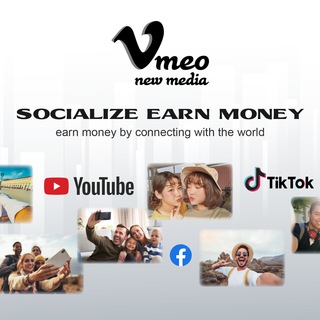 Vmeo
new media
SOCIALIZE EARN MONEY
earn money by connecting with the world
YouTube
TikTok